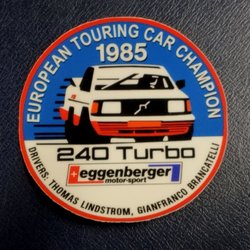 EUROPEAN TOURING CAR CHAMPION
1985
240 Turbo
eggenberger
motor-sport
DRIVERS: THOMAS LINDSTROM, GIANFRANCO BRANCATELLI